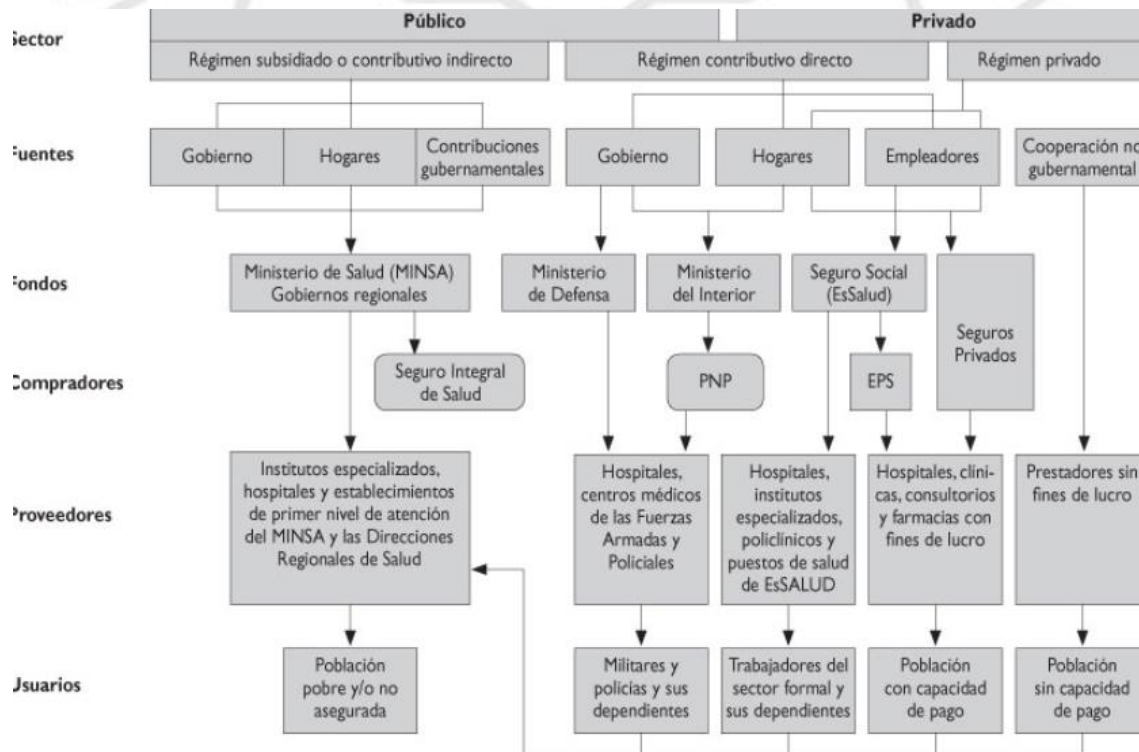 Público
Privado
Sector
Régimen subsidiado o contributivo indirecto
Régimen contributivo directo
Régimen privado
Fuentes
Gobierno
Hogares
Contribuciones
gubernamentales
Gobierno
Hogares
Empleadores
Cooperación no
gubernamental
Fondos
Ministerio de Salud (MINSA)
Gobiernos regionales
Ministerio
de Defensa
Ministerio
del Interior
Seguro Social
(EsSalud)
Seguros
Privados
Compradores
Seguro Integral
de Salud
PNP
EPS
Proveedores
Institutos especializados,
hospitales y establecimientos
de primer nivel de atención
del MINSA y las Direcciones
Regionales de Salud
Hospitales,
centros médicos
de las Fuerzas
Armadas y
Policiales
Hospitales,
institutos
especializados,
policlínicos y
puestos de salud
de EsSALUD
Hospitales, clíni-
cas, consultorios
y farmacias con
fines de lucro
Prestadores sin
fines de lucro
Usuarios
Población
pobre y/o no
asegurada
Militares y
policías y sus
dependientes
Trabajadores del
sector formal y
sus dependientes
Población
con capacidad
de pago
Población
sin capacidad
de pago